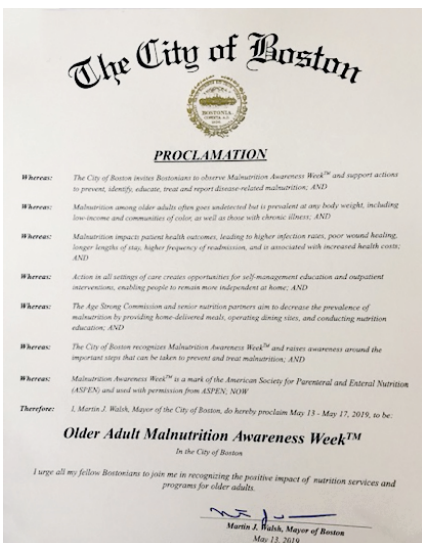 The City of Boston
BOSTONIA
PROCLAMATION
Whereas: The City of Boston invites Bostonians to observe Malnutrition Awareness Week™ and support actions
to prevent, identify, educate, treat and report disease-related malnutrition; AND
Whereas: Malnutrition among older adults often goes undetected but is prevalent at any body weight, including
low-income and communities of color, as well as those with chronic illness; AND
Whereas: Malnutrition impacts patient health outcomes, leading to higher infection rates, poor wound healing,
longer lengths of stay, higher frequency of readmission, and is associated with increased health costs;
AND
Whereas: Action in all settings of care creates opportunities for self-management education and outpatient
interventions, enabling people to remain more independent at home; AND
Whereas: The Age Strong Commission and senior nutrition partners aim to decrease the prevalence of
malnutrition by providing home-delivered meals, operating dining sites, and conducting nutrition
education; AND
Whereas: The City of Boston recognizes Malnutrition Awareness Week™ and raises awareness around the
important steps that can be taken to prevent and treat malnutrition; AND
Whereas: Malnutrition Awareness Week™ is a mark of the American Society for Parenteral and Enteral Nutrition
(ASPEN) and used with permission from ASPEN; NOW
Therefore: I, Martin J. Walsh, Mayor of the City of Boston, do hereby proclaim May 13 - May 17, 2019, to be:
Older Adult Malnutrition Awareness Week™
In the City of Boston
I urge all my fellow Bostonians to join me in recognizing the positive impact of nutrition services and
programs for older adults.
Martin J. Walsh, Mayor of Boston
May 13, 2019